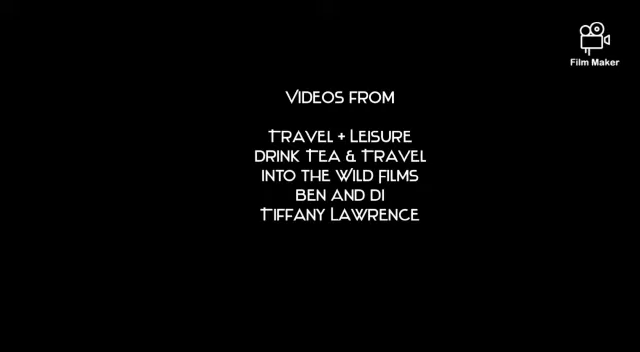 Film Maker
VIDEOS FROM
TRAVEL + LEISURE
DRINK TEA & TRAVEL
INTO THE WILD FILMS
BEN AND DI
TIFFANY LAWRENCE